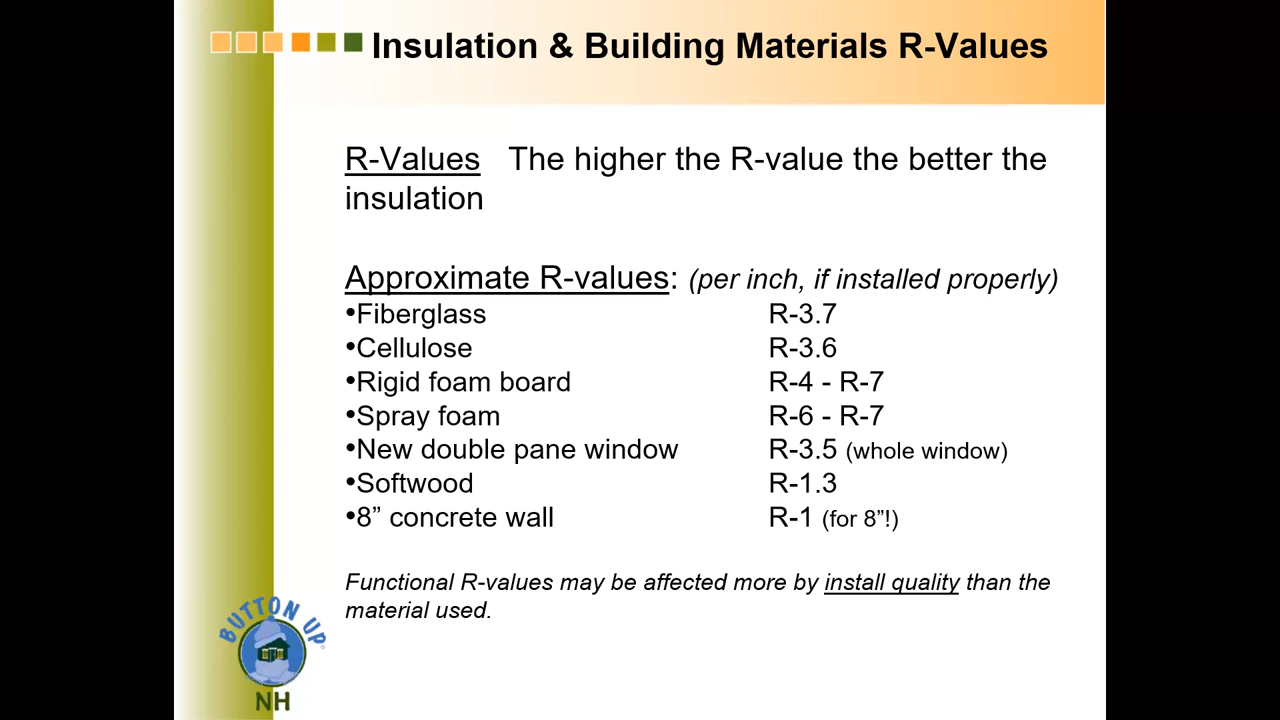 Insulation & Building Materials R-Values
R-Values The higher the R-value the better the
insulation
Approximate R-values: (per inch, if installed properly)
•Fiberglass R-3.7
•Cellulose R-3.6
•Rigid foam board R-4 - R-7
•Spray foam R-6 - R-7
•New double pane window R-3.5 (whole window)
•Softwood R-1.3
•8” concrete wall R-1 (for 8”!)
Functional R-values may be affected more by install quality than the
material used.
BUTTON UP
NH